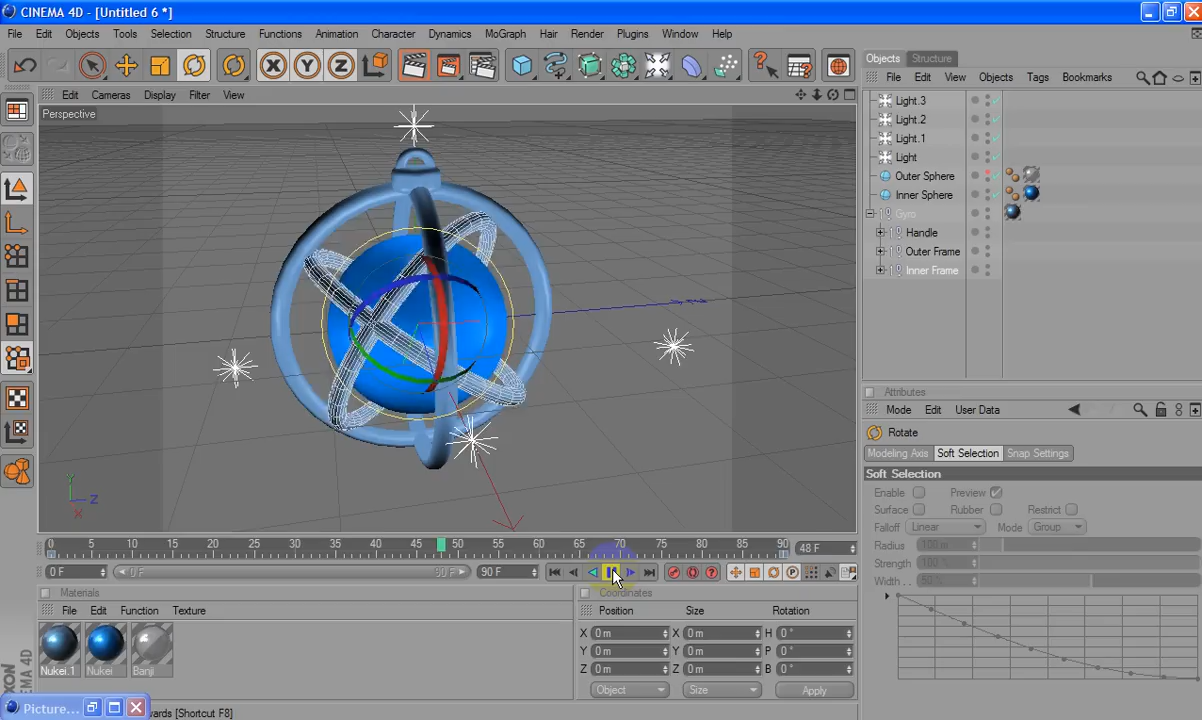 CINEMA 4D - [Untitled 6 *]
File Edit Objects Tools Selection Structure Functions Animation Character Dynamics MoGraph Hair Render Plugins Window Help
Edit Cameras Display Filter View
Perspective
Y
Z
X
Objects Structure
File Edit View Objects Tags Bookmarks
Light.3
Light.2
Light.1
Light
Outer Sphere
Inner Sphere
Gyro
Handle
Outer Frame
Inner Frame
Attributes
Mode Edit User Data
Rotate
Modeling Axis Soft Selection Snap Settings
Soft Selection
Enable Preview
Surface Rubber Restrict
Falloff Linear Mode Group
Radius 100 m
Strength 100 %
Width . . 50 %
0 5 10 15 20 25 30 35 40 45 50 55 60 65 70 75 80 85 90 48 F
0 F 0 F 90 F 90 F
Materials
File Edit Function Texture
Nukei.1 Nukei Banji
Coordinates
Position Size Rotation
X 0 m X 0 m H 0 °
Y 0 m Y 0 m P 0 °
Z 0 m Z 0 m B 0 °
Object Size Apply
XON
CINEMA 4D
Picture...
wards [Shortcut F8]